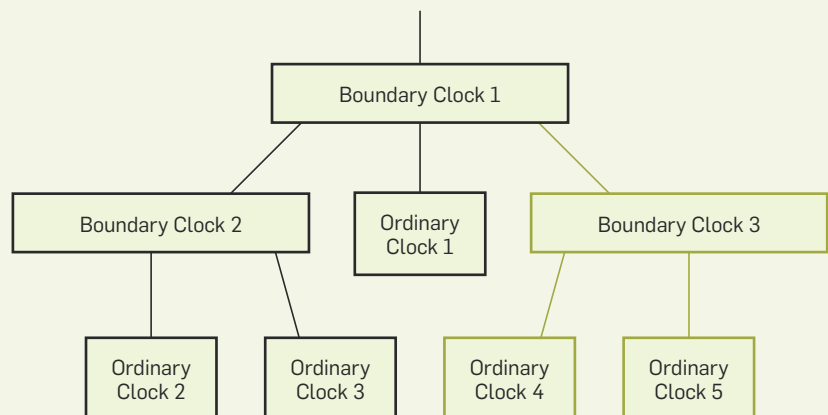 Boundary Clock 1
Boundary Clock 2
Ordinary
Clock 1
Boundary Clock 3
Ordinary
Clock 2
Ordinary
Clock 3
Ordinary
Clock 4
Ordinary
Clock 5